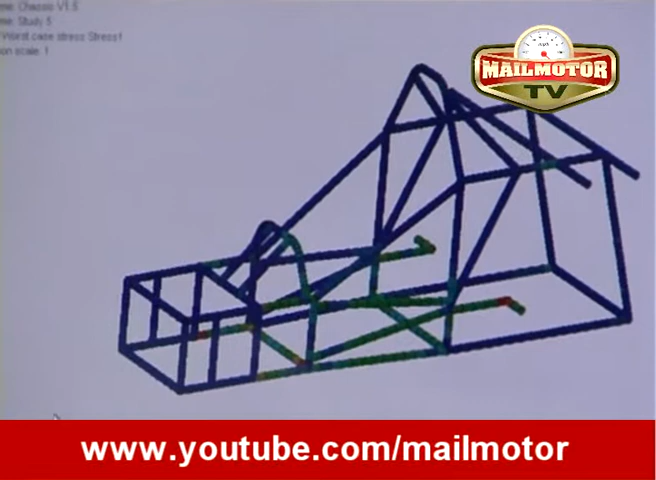 me: Chassis V1.5
me: Study 5
Worst case stress Stress1
on scale: 1
MPH
MAILMOTOR
TV
www.youtube.com/mailmotor